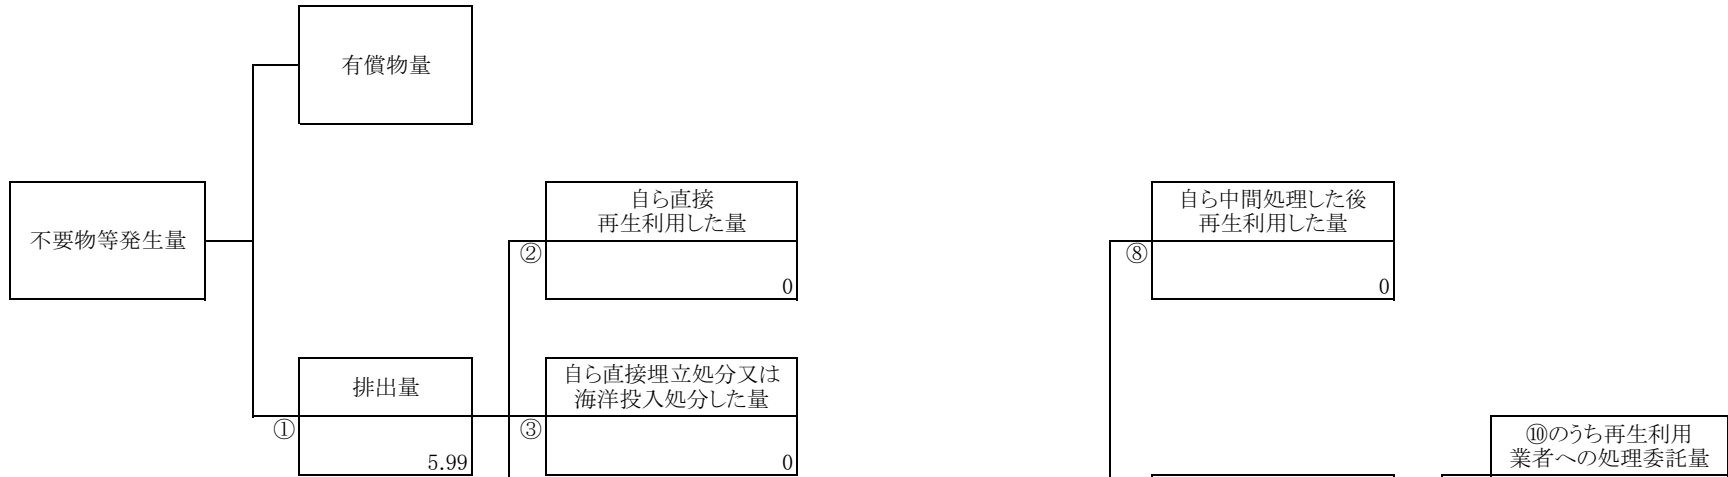 有償物量
不要物等発生量
自ら直接
再生利用した量
②
0
自ら中間処理した後
再生利用した量
⑧
0
排出量
①
5.99
自ら直接埋立処分又は
海洋投入処分した量
③
0
⑩のうち再生利用
業者への処理委託量